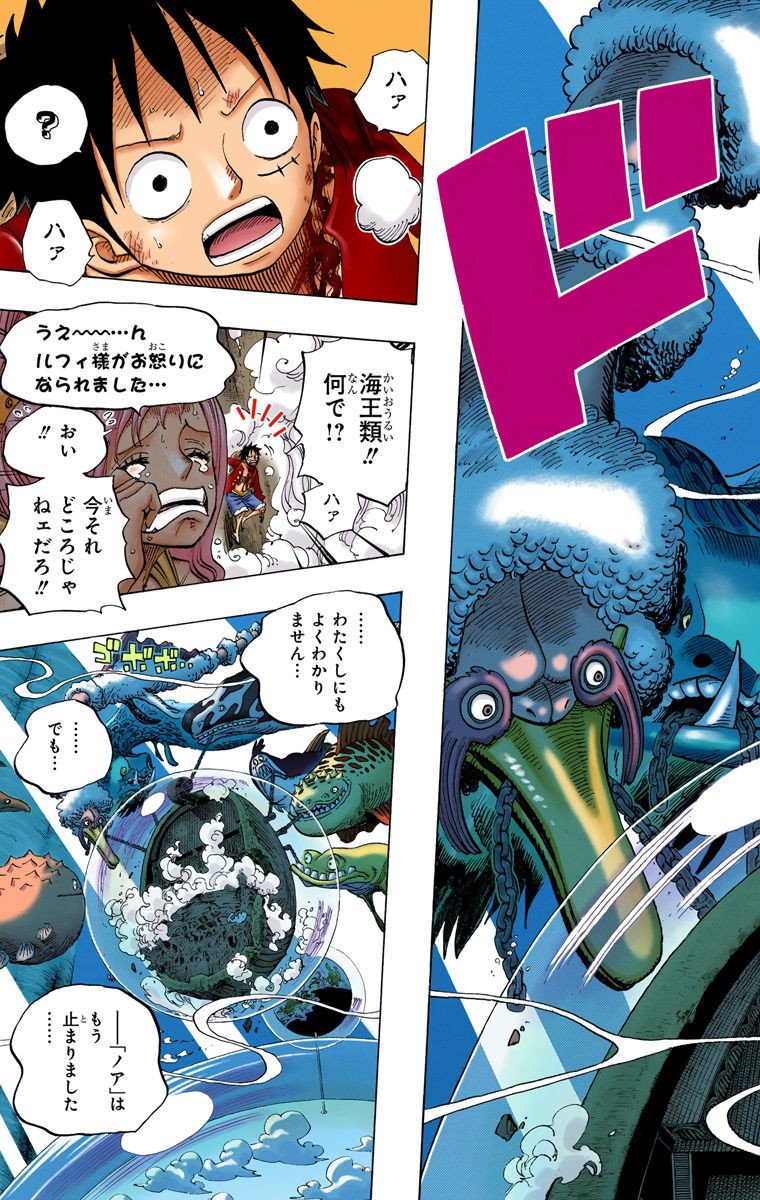 ド
ハァ
?
ハァ
海王類!!
何で!?
ハァ
うえ〜〜〜…ん
ルフィ様がお怒りに
なられました…
おい
!!
今それ
どころじゃ
ねェだろ!!
……
わたくしにも
よくわかり
ません…
ゴボボ…
……
でも…
──「ノア」は
もう
止まりました
……